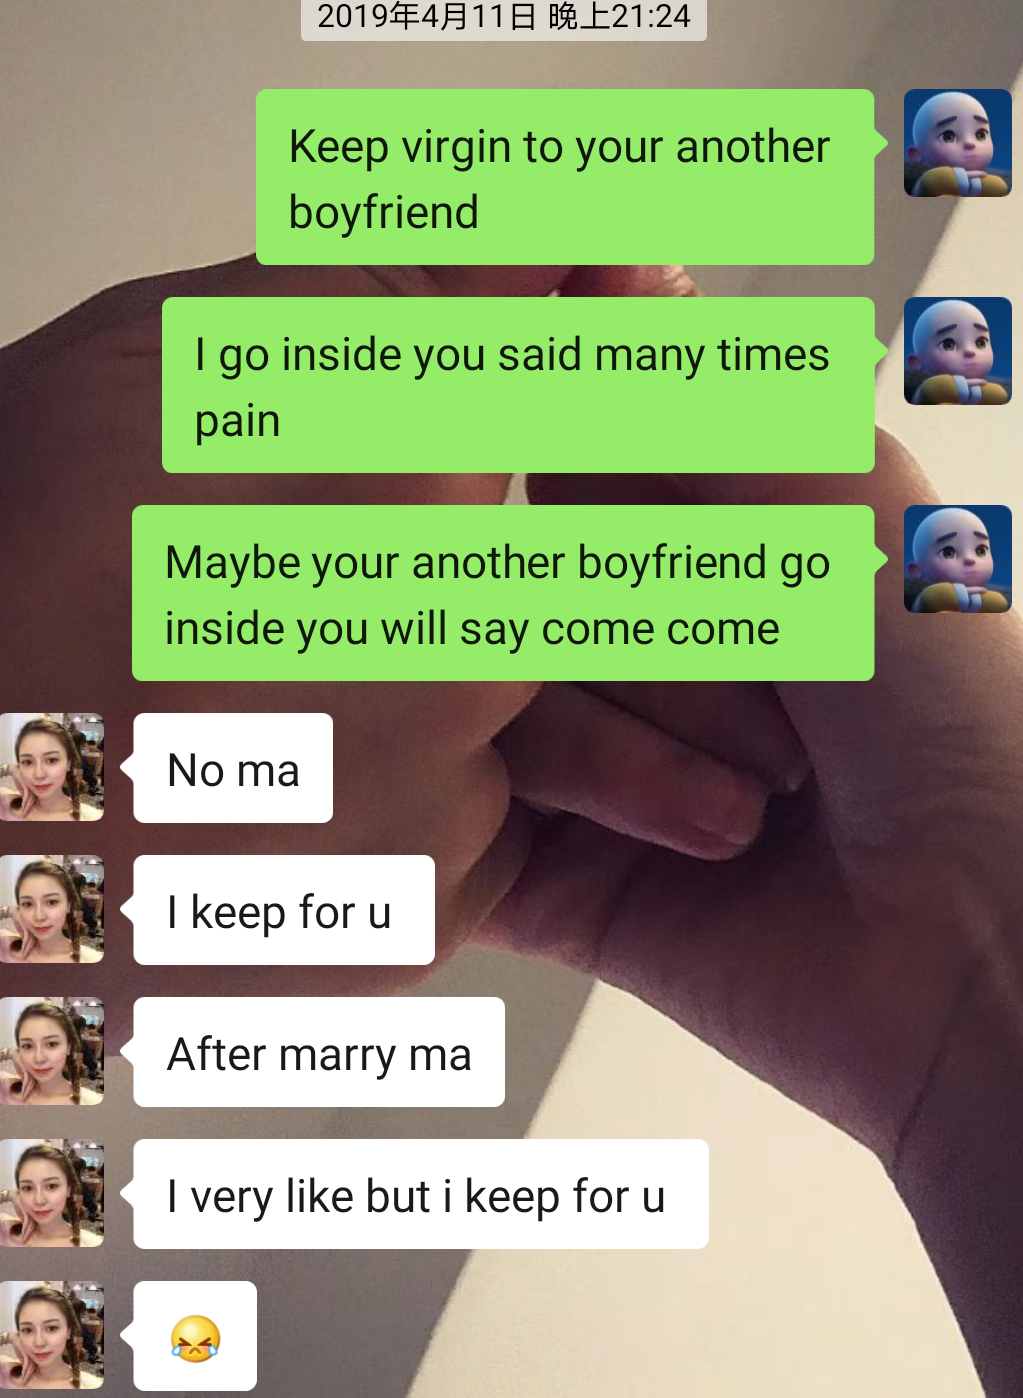 2019年4月11日 晚上21:24
Keep virgin to your another
boyfriend
I go inside you said many times
pain
Maybe your another boyfriend go
inside you will say come come
No ma
I keep for u
After marry ma
I very like but i keep for u